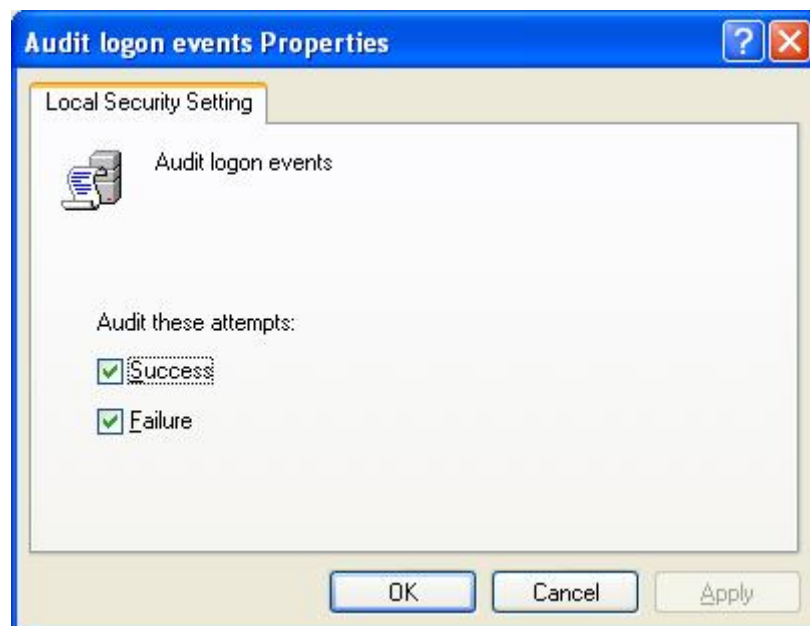 Audit logon events Properties
Local Security Setting
Audit logon events
Audit these attempts:
Success
Failure
OK Cancel Apply